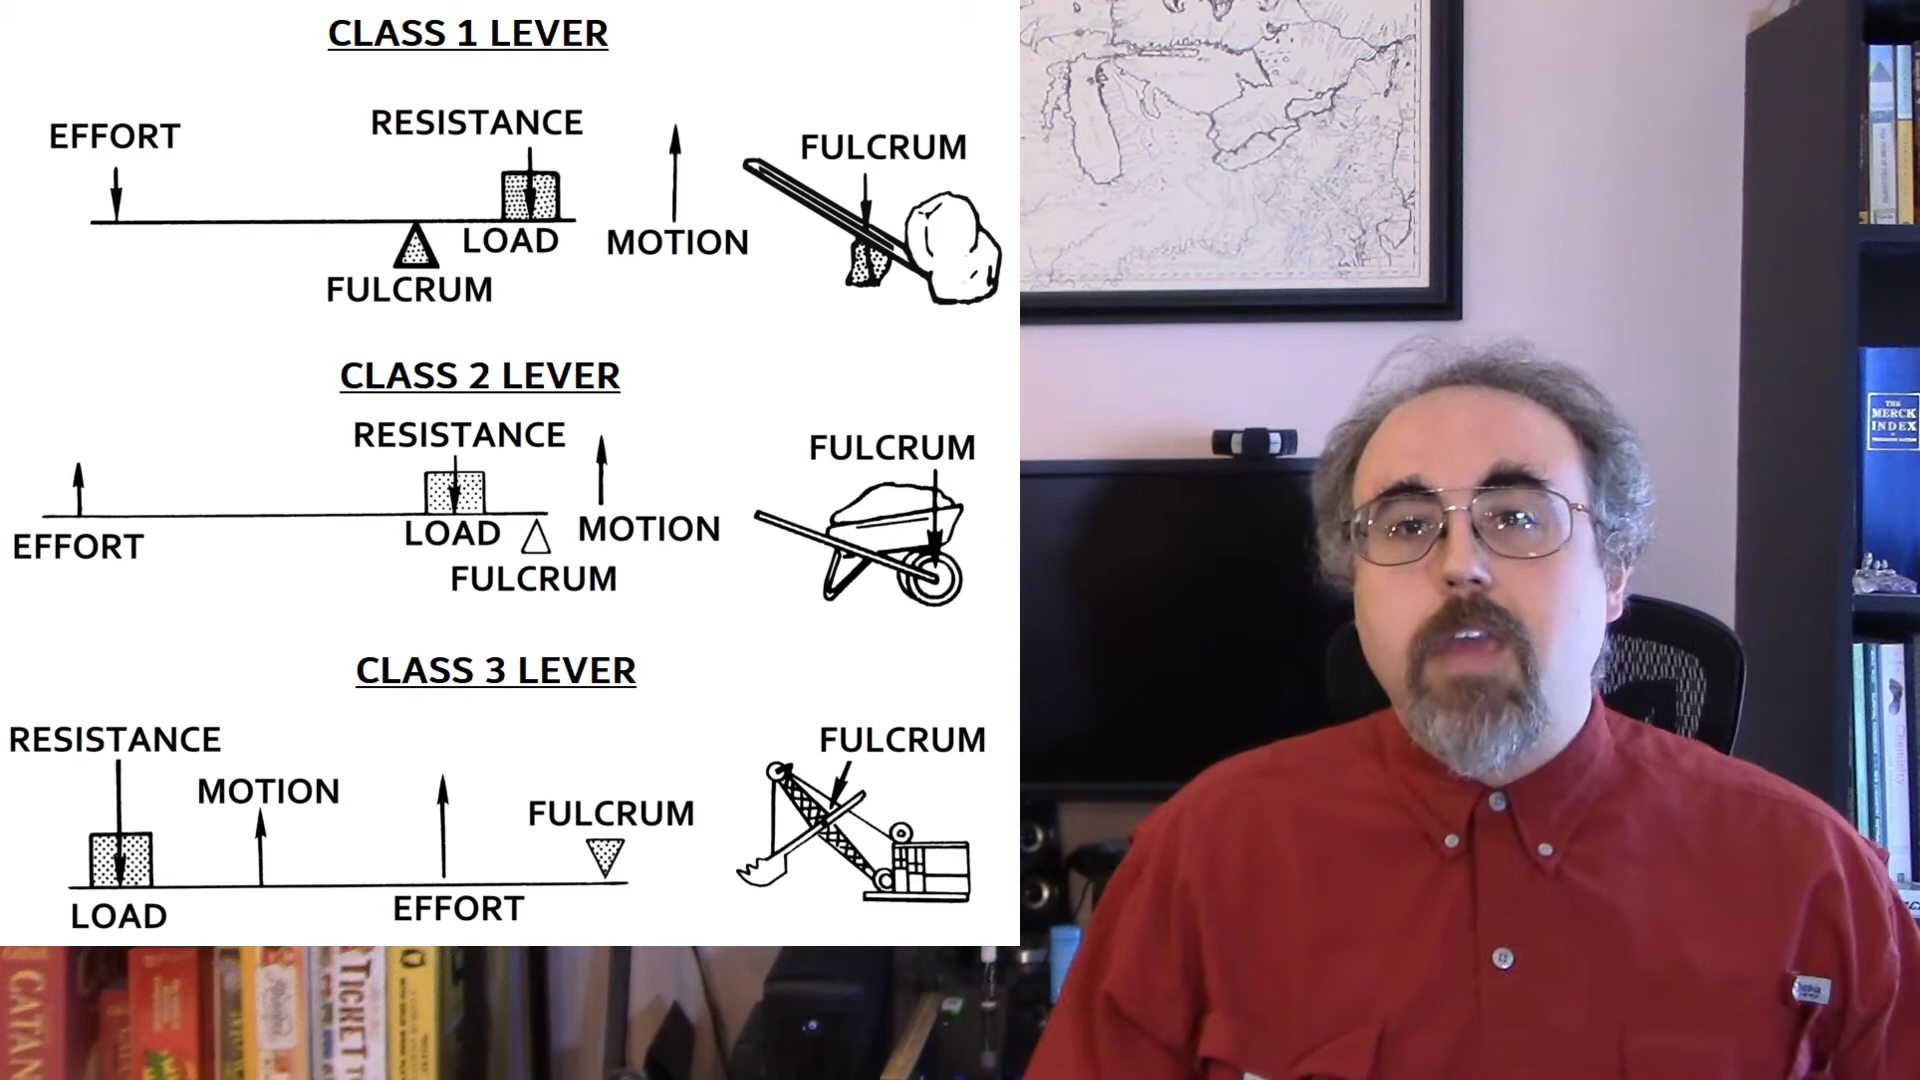 CLASS 1 LEVER
EFFORT
RESISTANCE
FULCRUM
LOAD
MOTION
FULCRUM
CLASS 2 LEVER
RESISTANCE
FULCRUM
LOAD
MOTION
EFFORT
FULCRUM
CLASS 3 LEVER
RESISTANCE
FULCRUM
MOTION
FULCRUM
EFFORT
LOAD
THE
MERCK
INDEX
Chemistry
CATAN
TICKET T